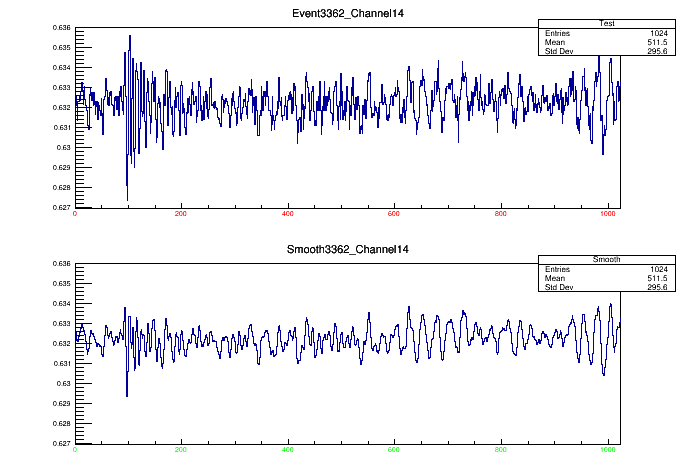 Event3362_Channel14
Test
Entries 1024
Mean 511.5
Std Dev 295.6
0.636
0.635
0.634
0.633
0.632
0.631
0.63
0.629
0.628
0.627
0 200 400 600 800 1000
Smooth3362_Channel14
Smooth
Entries 1024
Mean 511.5
Std Dev 295.6
0.636
0.635
0.634
0.633
0.632
0.631
0.63
0.629
0.628
0.627
0 200 400 600 800 1000